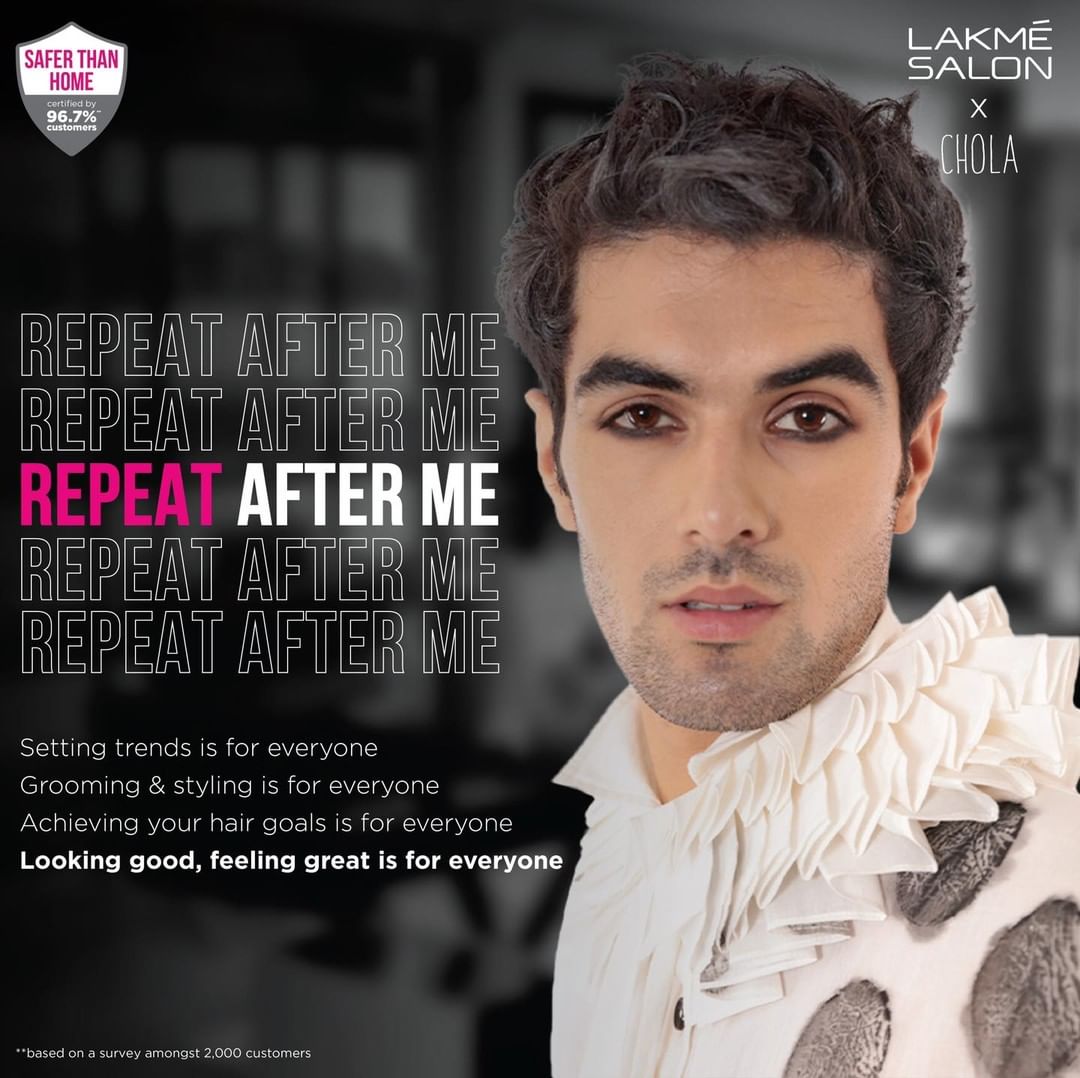 SAFER THAN
HOME
certified by
96.7%**
customers
LAKMÉ
SALON
X
CHOLA
REPEAT AFTER ME
REPEAT AFTER ME
REPEAT AFTER ME
REPEAT AFTER ME
REPEAT AFTER ME
Setting trends is for everyone
Grooming & styling is for everyone
Achieving your hair goals is for everyone
Looking good, feeling great is for everyone
**based on a survey amongst 2,000 customers